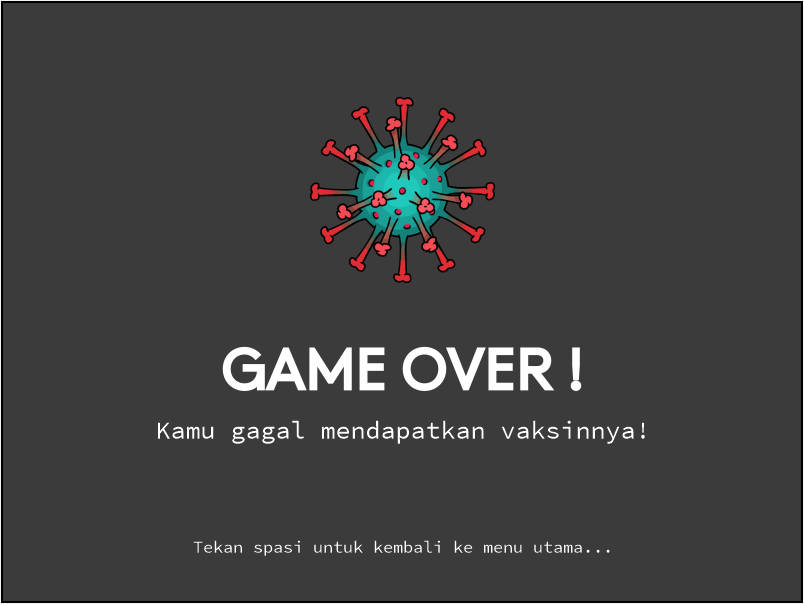 GAME OVER !
Kamu gagal mendapatkan vaksinnya!
Tekan spasi untuk kembali ke menu utama...